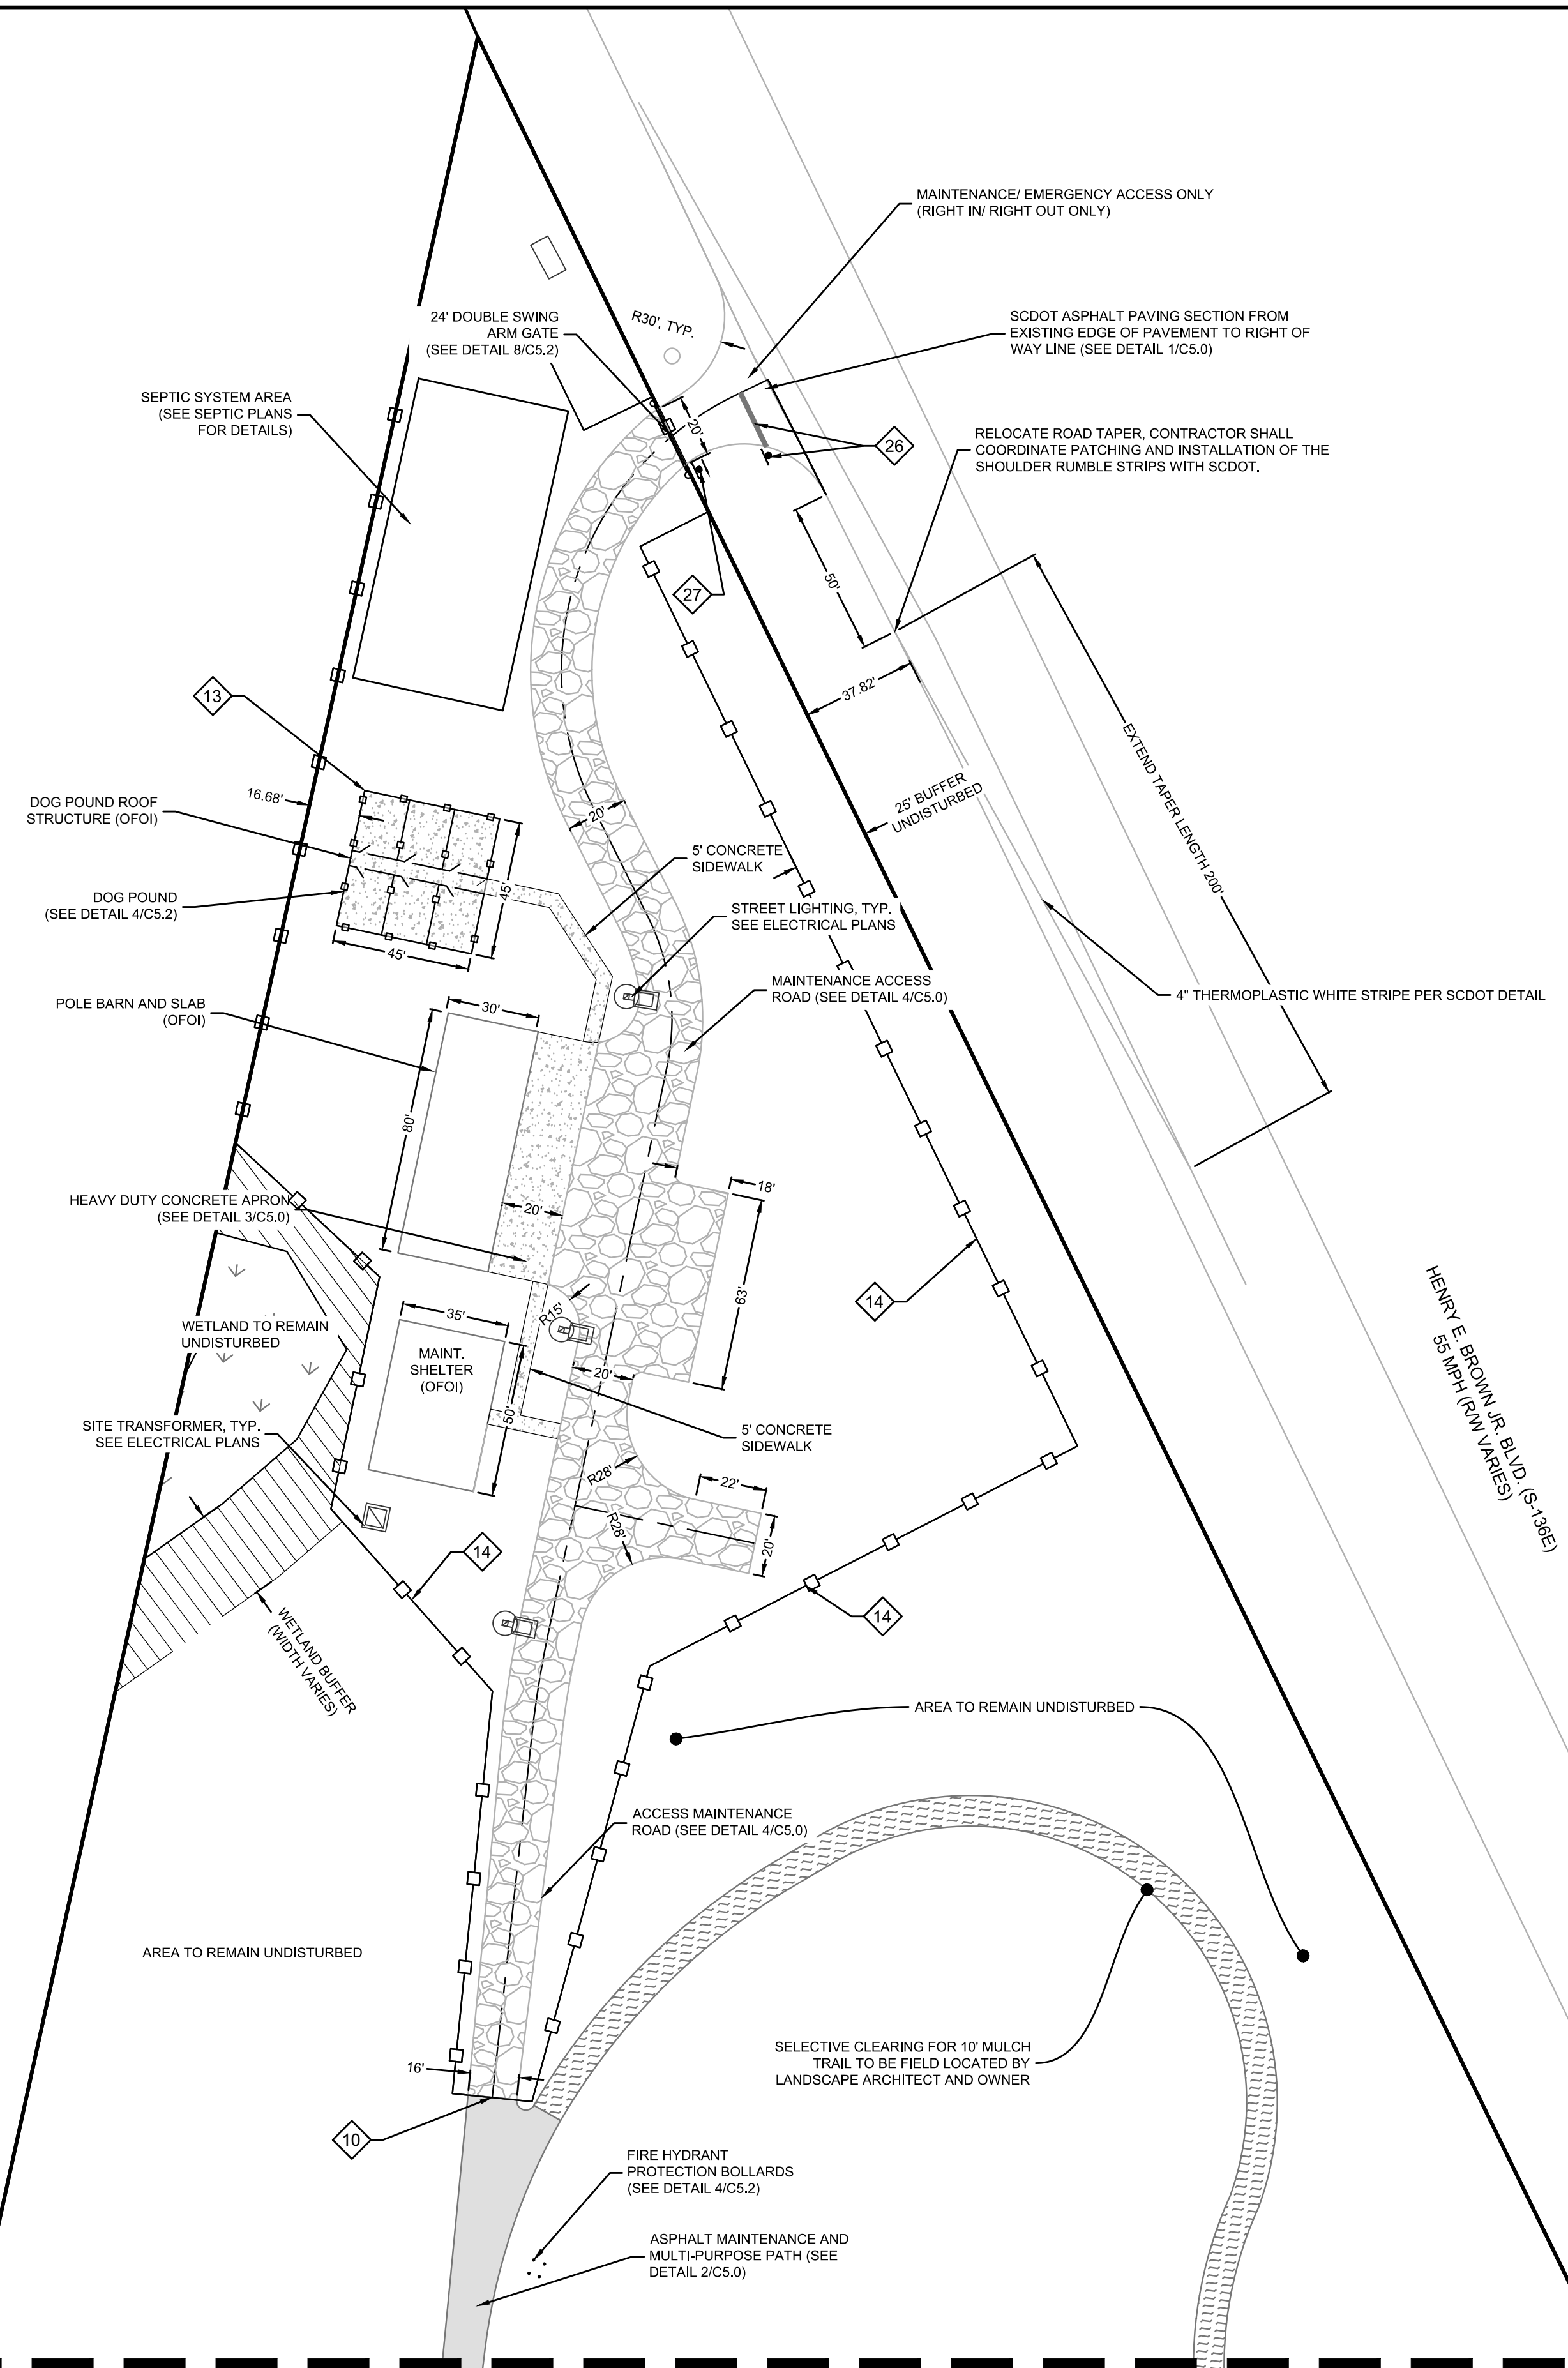 MAINTENANCE/ EMERGENCY ACCESS ONLY
(RIGHT IN/ RIGHT OUT ONLY)
24' DOUBLE SWING
ARM GATE
(SEE DETAIL 8/C5.2)
R30', TYP.
SCDOT ASPHALT PAVING SECTION FROM
EXISTING EDGE OF PAVEMENT TO RIGHT OF
WAY LINE (SEE DETAIL 1/C5.0)
SEPTIC SYSTEM AREA
(SEE SEPTIC PLANS
FOR DETAILS)
20'
26
RELOCATE ROAD TAPER, CONTRACTOR SHALL
COORDINATE PATCHING AND INSTALLATION OF THE
SHOULDER RUMBLE STRIPS WITH SCDOT.
50'
27
13
37.82'
EXTEND TAPER LENGTH 200'
16.68'
DOG POUND ROOF
STRUCTURE (OFOI)
20'
25' BUFFER
UNDISTURBED
5' CONCRETE
SIDEWALK
45'
DOG POUND
(SEE DETAIL 4/C5.2)
45'
STREET LIGHTING, TYP.
SEE ELECTRICAL PLANS
MAINTENANCE ACCESS
ROAD (SEE DETAIL 4/C5.0)
4" THERMOPLASTIC WHITE STRIPE PER SCDOT DETAIL
POLE BARN AND SLAB
(OFOI)
30'
80'
18'
HEAVY DUTY CONCRETE APRON
(SEE DETAIL 3/C5.0)
20'
63'
14
HENRY E. BROWN JR. BLVD. (S-136E)
55 MPH (R/W VARIES)
WETLAND TO REMAIN
UNDISTURBED
35'
R15'
MAINT.
SHELTER
(OFOI)
20'
50'
SITE TRANSFORMER, TYP.
SEE ELECTRICAL PLANS
5' CONCRETE
SIDEWALK
R28'
22'
R28'
20'
14
14
WETLAND BUFFER
(WIDTH VARIES)
AREA TO REMAIN UNDISTURBED
ACCESS MAINTENANCE
ROAD (SEE DETAIL 4/C5.0)
AREA TO REMAIN UNDISTURBED
SELECTIVE CLEARING FOR 10' MULCH
TRAIL TO BE FIELD LOCATED BY
LANDSCAPE ARCHITECT AND OWNER
16'
10
FIRE HYDRANT
PROTECTION BOLLARDS
(SEE DETAIL 4/C5.2)
ASPHALT MAINTENANCE AND
MULTI-PURPOSE PATH (SEE
DETAIL 2/C5.0)